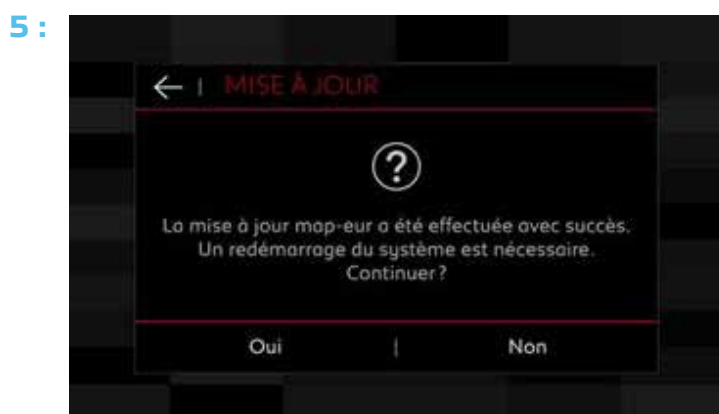 5 :
MISE À JOUR
La mise à jour map-eur a été effectuée avec succès.
Un redémarrage du système est nécessaire.
Continuer?
Oui | Non